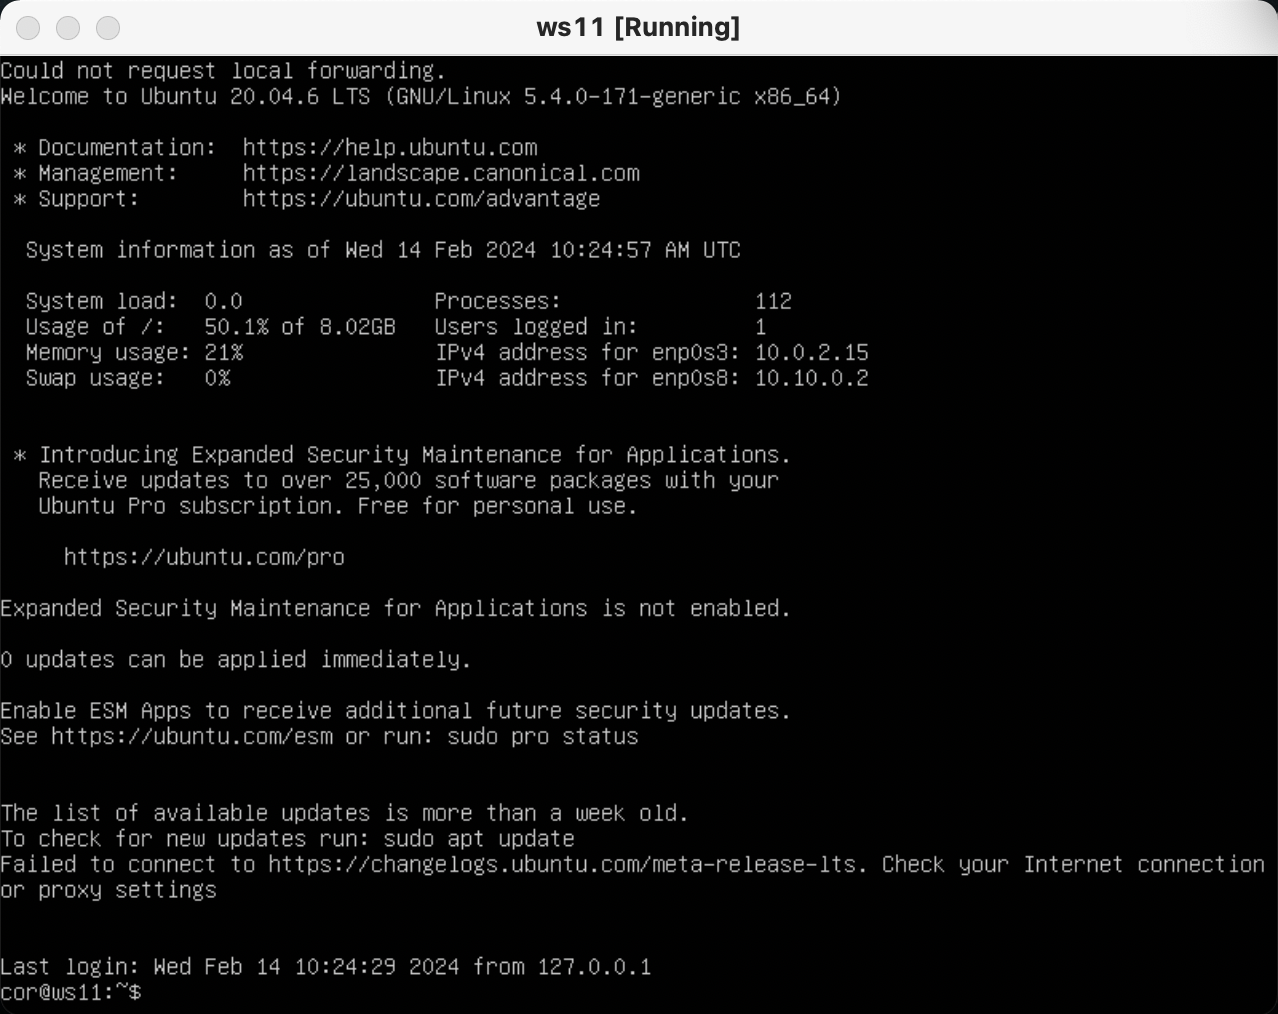 ws11 [Running]
Could not request local forwarding.
Welcome to Ubuntu 20.04.6 LTS (GNU/Linux 5.4.0-171-generic x86_64)
* Documentation:  https://help.ubuntu.com
* Management:     https://landscape.canonical.com
* Support:        https://ubuntu.com/advantage
System information as of Wed 14 Feb 2024 10:24:57 AM UTC
System load:  0.0               Processes:               112
Usage of /:   50.1% of 8.02GB   Users logged in:         1
Memory usage: 21%               IPv4 address for enp0s3: 10.0.2.15
Swap usage:   0%                IPv4 address for enp0s8: 10.10.0.2
* Introducing Expanded Security Maintenance for Applications.
Receive updates to over 25,000 software packages with your
Ubuntu Pro subscription. Free for personal use.
https://ubuntu.com/pro
Expanded Security Maintenance for Applications is not enabled.
0 updates can be applied immediately.
Enable ESM Apps to receive additional future security updates.
See https://ubuntu.com/esm or run: sudo pro status
The list of available updates is more than a week old.
To check for new updates run: sudo apt update
Failed to connect to https://changelogs.ubuntu.com/meta-release-lts. Check your Internet connection
or proxy settings
Last login: Wed Feb 14 10:24:29 2024 from 127.0.0.1
cor@ws11:~$